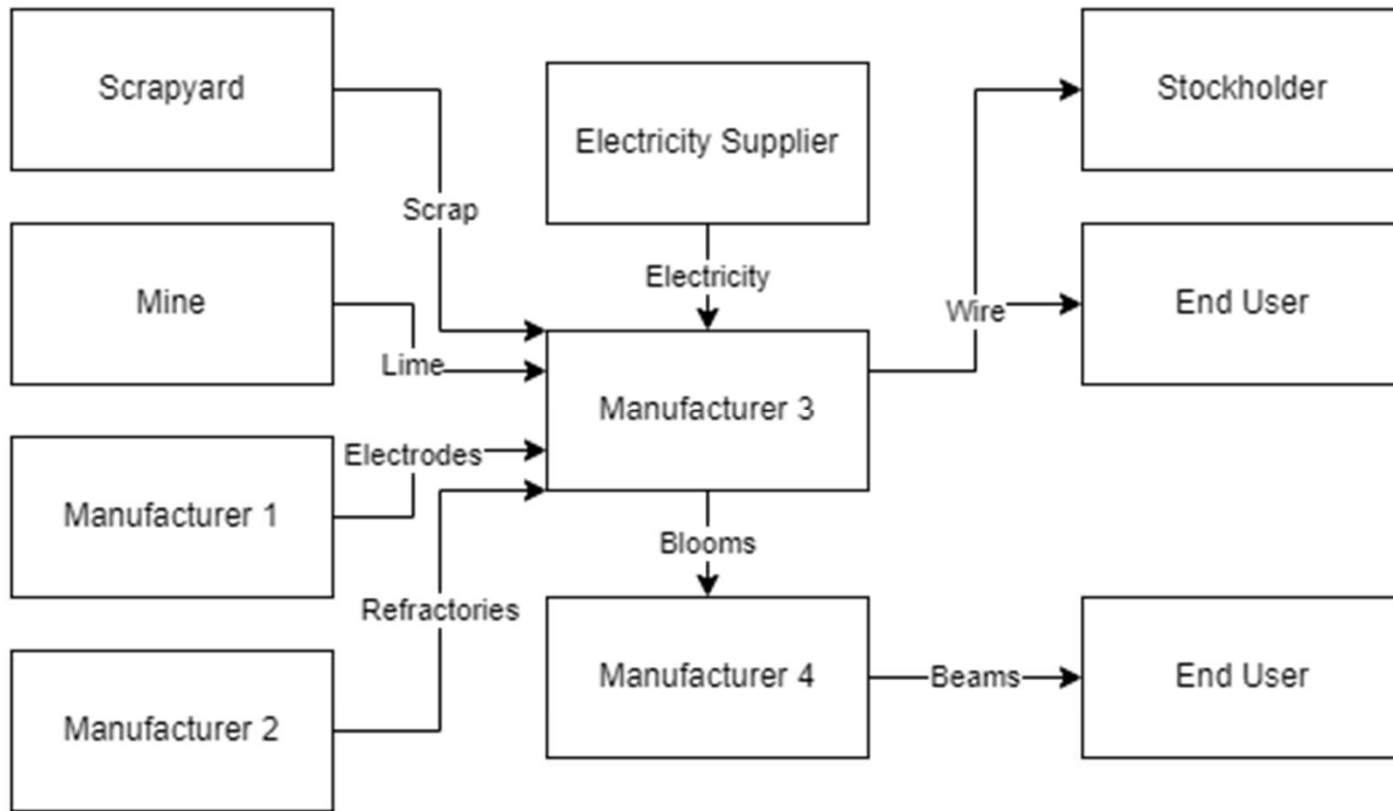 Scrapyard
Electricity Supplier
Stockholder
Scrap
Mine
Electricity
Wire
End User
Lime
Manufacturer 3
Electrodes
Manufacturer 1
Blooms
Refractories
Manufacturer 2
Manufacturer 4
Beams
End User